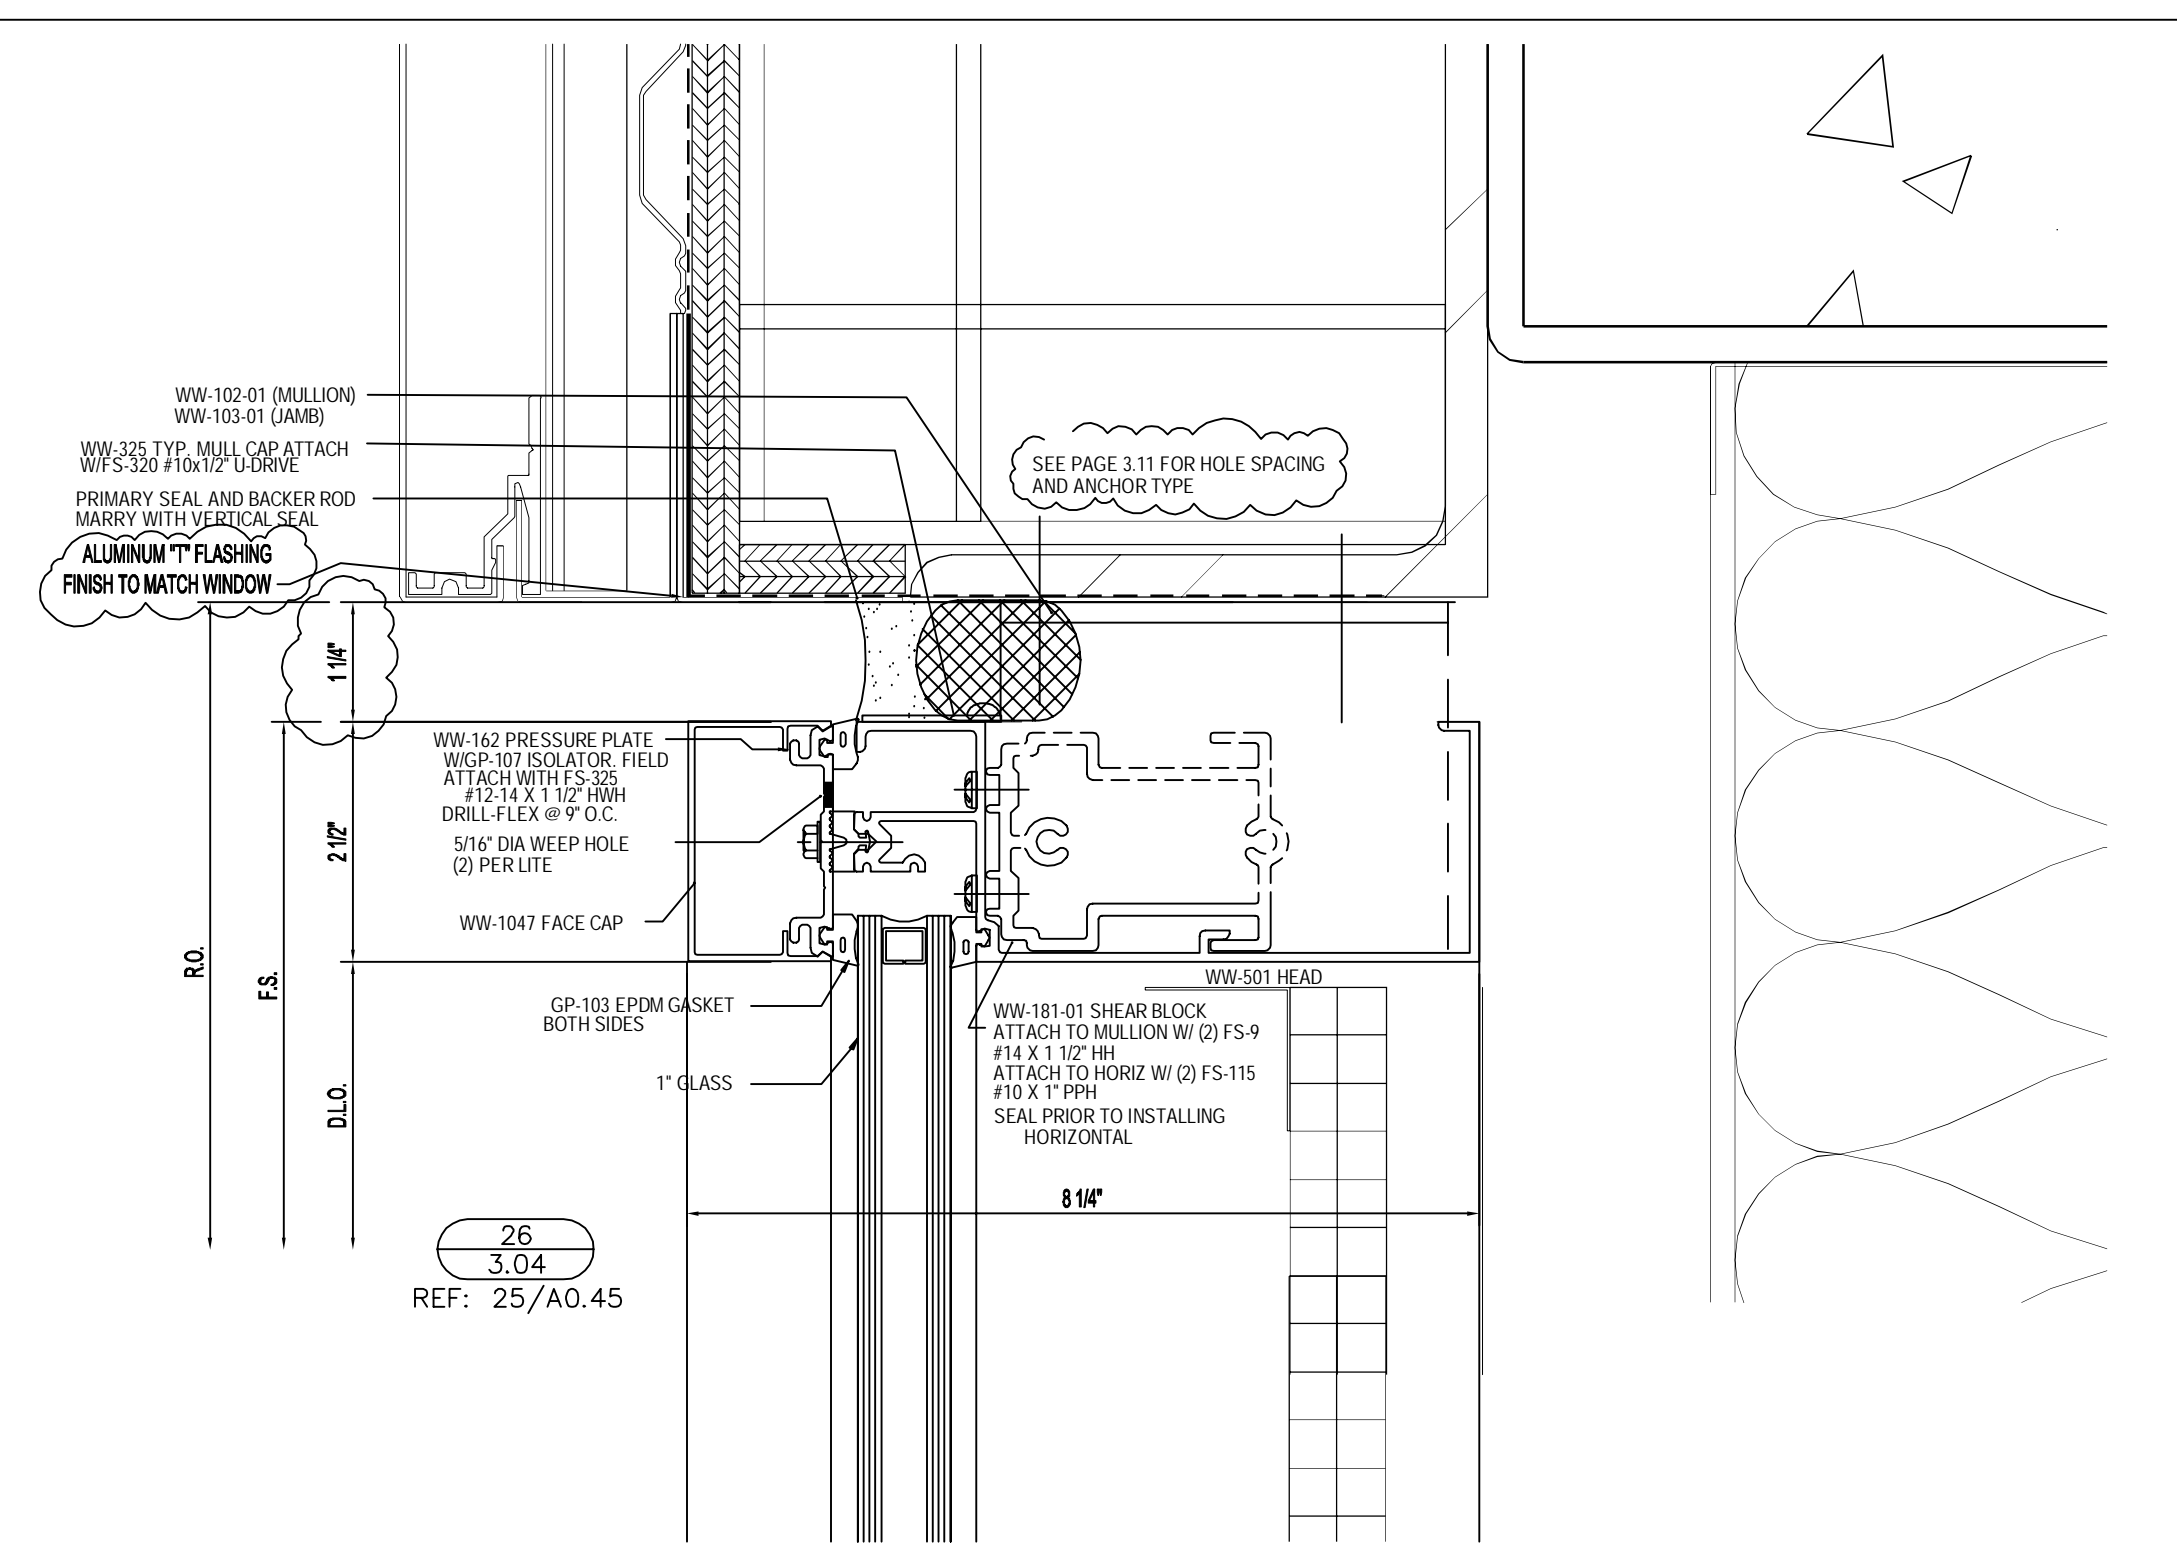 WW-102-01 (MULLION)
WW-103-01 (JAMB)
WW-325 TYP. MULL CAP ATTACH
W/FS-320 #10x1/2" U-DRIVE
PRIMARY SEAL AND BACKER ROD
MARRY WITH VERTICAL SEAL
ALUMINUM "T" FLASHING
FINISH TO MATCH WINDOW
SEE PAGE 3.11 FOR HOLE SPACING
AND ANCHOR TYPE
1 1/4"
2 1/2"
R.O.
F.S.
D.L.O.
WW-162 PRESSURE PLATE
W/GP-107 ISOLATOR. FIELD
ATTACH WITH FS-325
#12-14 X 1 1/2" HWH
DRILL-FLEX @ 9" O.C.
5/16" DIA WEEP HOLE
(2) PER LITE
WW-1047 FACE CAP
GP-103 EPDM GASKET
BOTH SIDES
1" GLASS
WW-501 HEAD
WW-181-01 SHEAR BLOCK
ATTACH TO MULLION W/ (2) FS-9
#14 X 1 1/2" HH
ATTACH TO HORIZ W/ (2) FS-115
#10 X 1" PPH
SEAL PRIOR TO INSTALLING
HORIZONTAL
8 1/4"
26
3.04
REF: 25/A0.45